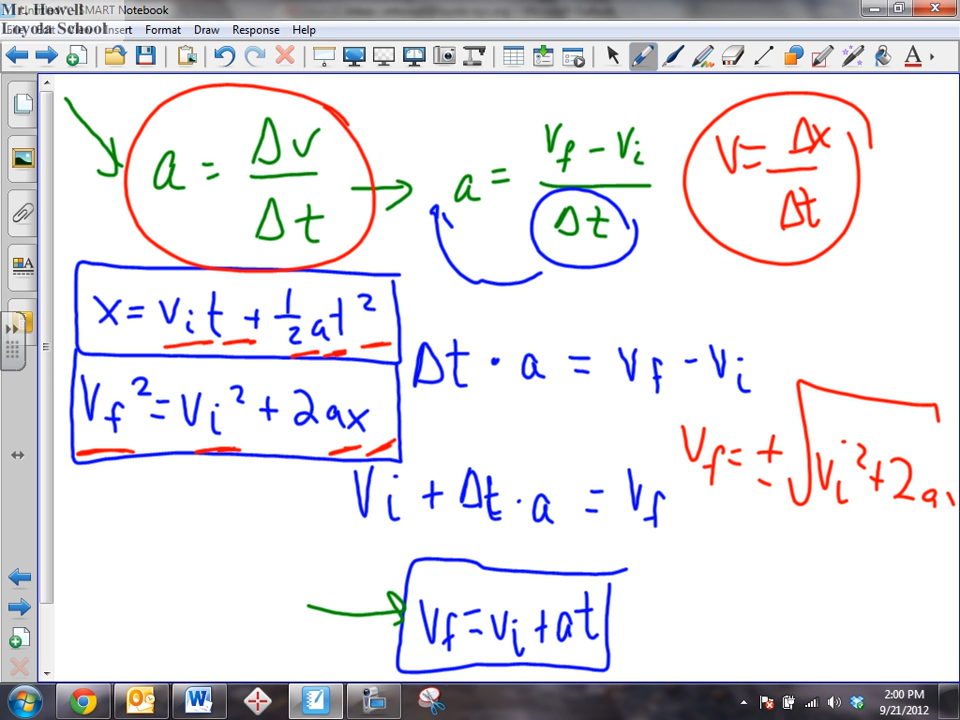 Mr. Howell
SMART Notebook
Loyola School
Insert Format Draw Response Help
a = Δv/Δt → a = (vf - vi)/Δt
v = Δx/Δt
x = vit + 1/2at²
Δt · a = vf - vi
vf² = vi² + 2ax
vf = ± √vi² + 2a
vi + Δt · a = vf
vf = vi + at
2:00 PM
9/21/2012